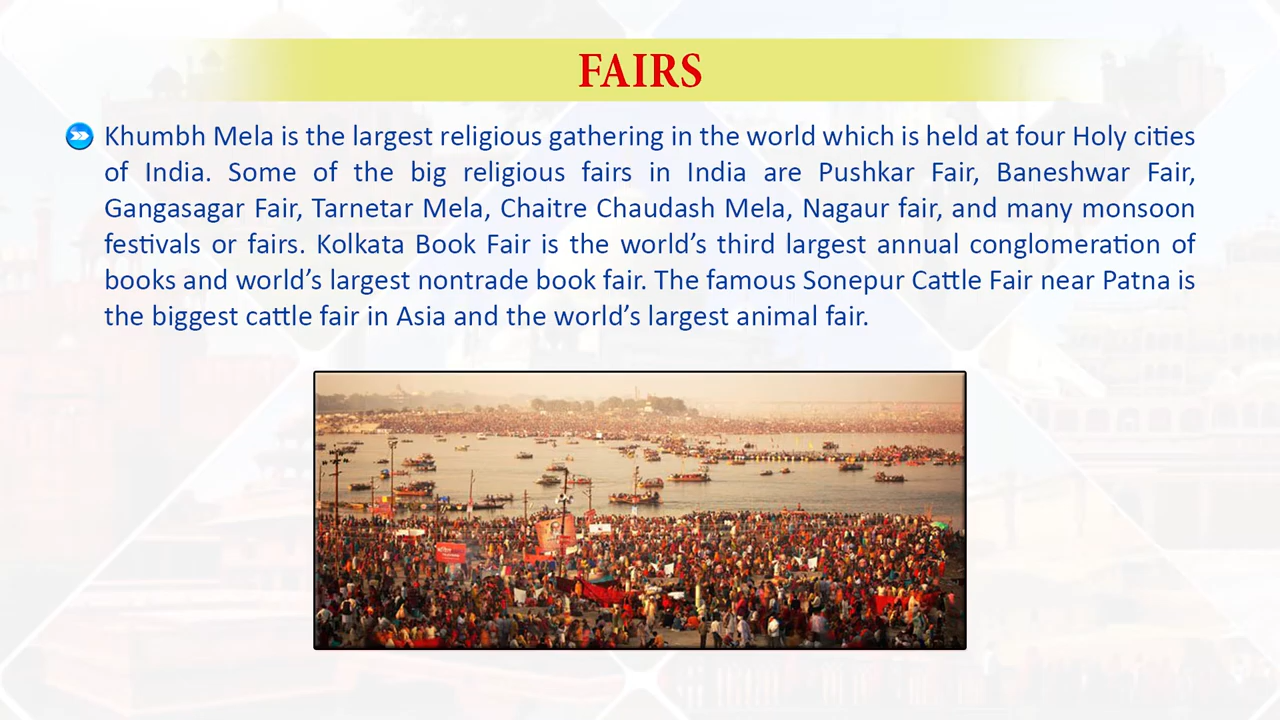 FAIRS
Khumbh Mela is the largest religious gathering in the world which is held at four Holy cities
of India. Some of the big religious fairs in India are Pushkar Fair, Baneshwar Fair,
Gangasagar Fair, Tarnetar Mela, Chaitre Chaudash Mela, Nagaur fair, and many monsoon
festivals or fairs. Kolkata Book Fair is the world’s third largest annual conglomeration of
books and world’s largest nontrade book fair. The famous Sonepur Cattle Fair near Patna is
the biggest cattle fair in Asia and the world’s largest animal fair.